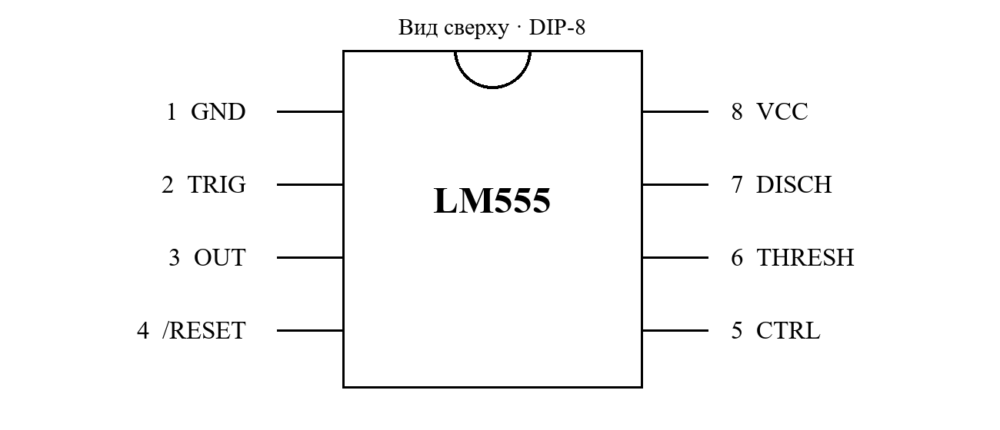 Вид сверху · DIP-8
1 GND
8 VCC
2 TRIG
7 DISCH
LM555
3 OUT
6 THRESH
4 /RESET
5 CTRL